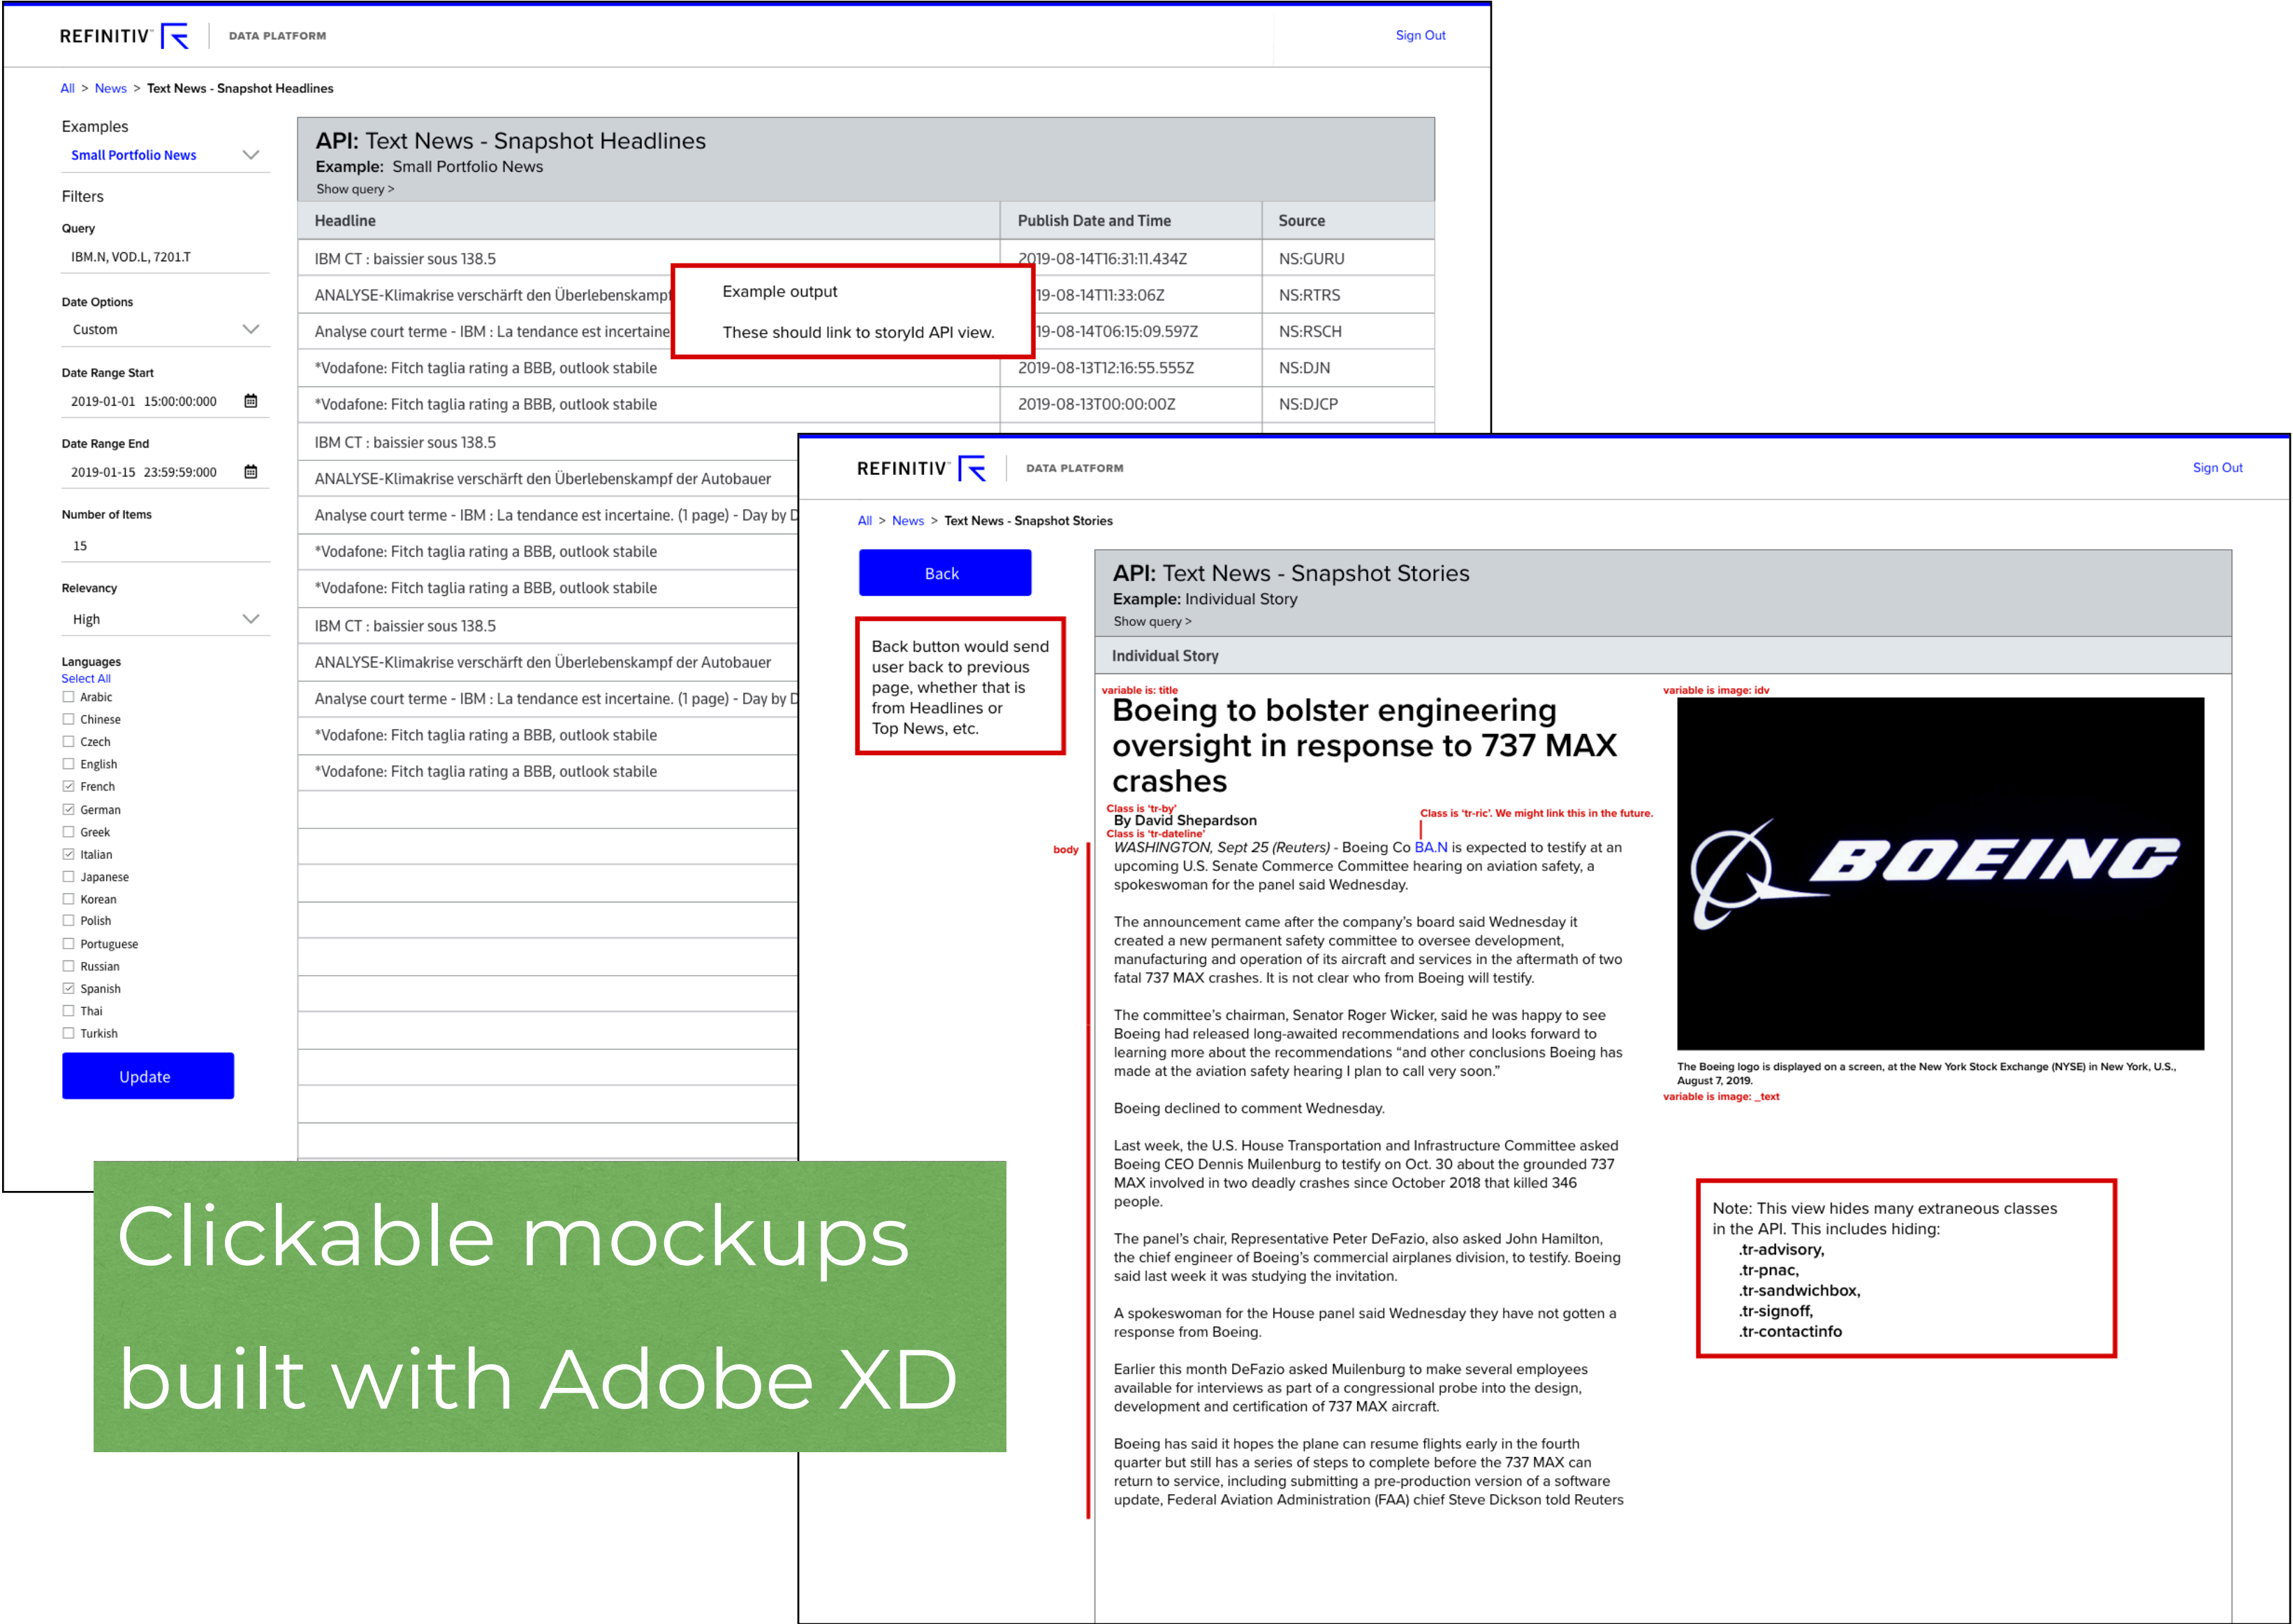 REFINITIV
DATA PLATFORM
Sign Out
All > News > Text News - Snapshot Headlines
Examples
Small Portfolio News
Filters
Query
IBM.N, VOD.L, 7201.T
Date Options
Custom
Date Range Start
2019-01-01 15:00:00:000
Date Range End
2019-01-15 23:59:59:000
Number of Items
15
Relevancy
High
Languages
Select All
Arabic
Chinese
Czech
English
French
German
Greek
Italian
Japanese
Korean
Polish
Portuguese
Russian
Spanish
Thai
Turkish
Update
API: Text News - Snapshot Headlines
Example: Small Portfolio News
Show query >
Headline Publish Date and Time Source
IBM CT : baissier sous 138.5 2019-08-14T16:31:11.434Z NS:GURU
ANALYSE-Klimakrise verschärft den Überlebenskampf 19-08-14T11:33:06Z NS:RTRS
Analyse court terme - IBM : La tendance est incertaine 19-08-14T06:15:09.597Z NS:RSCH
*Vodafone: Fitch taglia rating a BBB, outlook stabile 2019-08-13T12:16:55.555Z NS:DJN
*Vodafone: Fitch taglia rating a BBB, outlook stabile 2019-08-13T00:00:00Z NS:DJCP
IBM CT : baissier sous 138.5
ANALYSE-Klimakrise verschärft den Überlebenskampf der Autobauer
Analyse court terme - IBM : La tendance est incertaine. (1 page) - Day by D
*Vodafone: Fitch taglia rating a BBB, outlook stabile
*Vodafone: Fitch taglia rating a BBB, outlook stabile
IBM CT : baissier sous 138.5
ANALYSE-Klimakrise verschärft den Überlebenskampf der Autobauer
Analyse court terme - IBM : La tendance est incertaine. (1 page) - Day by D
*Vodafone: Fitch taglia rating a BBB, outlook stabile
*Vodafone: Fitch taglia rating a BBB, outlook stabile
Example output
These should link to storyId API view.
REFINITIV
DATA PLATFORM
Sign Out
All > News > Text News - Snapshot Stories
Back
Back button would send
user back to previous
page, whether that is
from Headlines or
Top News, etc.
API: Text News - Snapshot Stories
Example: Individual Story
Show query >
Individual Story
variable is: title
Boeing to bolster engineering
oversight in response to 737 MAX
crashes
Class is 'tr-by'
By David Shepardson
Class is 'tr-dateline'
Class is 'tr-ric'. We might link this in the future.
body
WASHINGTON, Sept 25 (Reuters) - Boeing Co BA.N is expected to testify at an
upcoming U.S. Senate Commerce Committee hearing on aviation safety, a
spokeswoman for the panel said Wednesday.
The announcement came after the company's board said Wednesday it
created a new permanent safety committee to oversee development,
manufacturing and operation of its aircraft and services in the aftermath of two
fatal 737 MAX crashes. It is not clear who from Boeing will testify.
The committee's chairman, Senator Roger Wicker, said he was happy to see
Boeing had released long-awaited recommendations and looks forward to
learning more about the recommendations “and other conclusions Boeing has
made at the aviation safety hearing I plan to call very soon.”
Boeing declined to comment Wednesday.
Last week, the U.S. House Transportation and Infrastructure Committee asked
Boeing CEO Dennis Muilenburg to testify on Oct. 30 about the grounded 737
MAX involved in two deadly crashes since October 2018 that killed 346
people.
The panel's chair, Representative Peter DeFazio, also asked John Hamilton,
the chief engineer of Boeing's commercial airplanes division, to testify. Boeing
said last week it was studying the invitation.
A spokeswoman for the House panel said Wednesday they have not gotten a
response from Boeing.
Earlier this month DeFazio asked Muilenburg to make several employees
available for interviews as part of a congressional probe into the design,
development and certification of 737 MAX aircraft.
Boeing has said it hopes the plane can resume flights early in the fourth
quarter but still has a series of steps to complete before the 737 MAX can
return to service, including submitting a pre-production version of a software
update, Federal Aviation Administration (FAA) chief Steve Dickson told Reuters
variable is image: idv
BOEING
The Boeing logo is displayed on a screen, at the New York Stock Exchange (NYSE) in New York, U.S.,
August 7, 2019.
variable is image: _text
Note: This view hides many extraneous classes
in the API. This includes hiding:
.tr-advisory,
.tr-pnac,
.tr-sandwichbox,
.tr-signoff,
.tr-contactinfo
Clickable mockups
built with Adobe XD